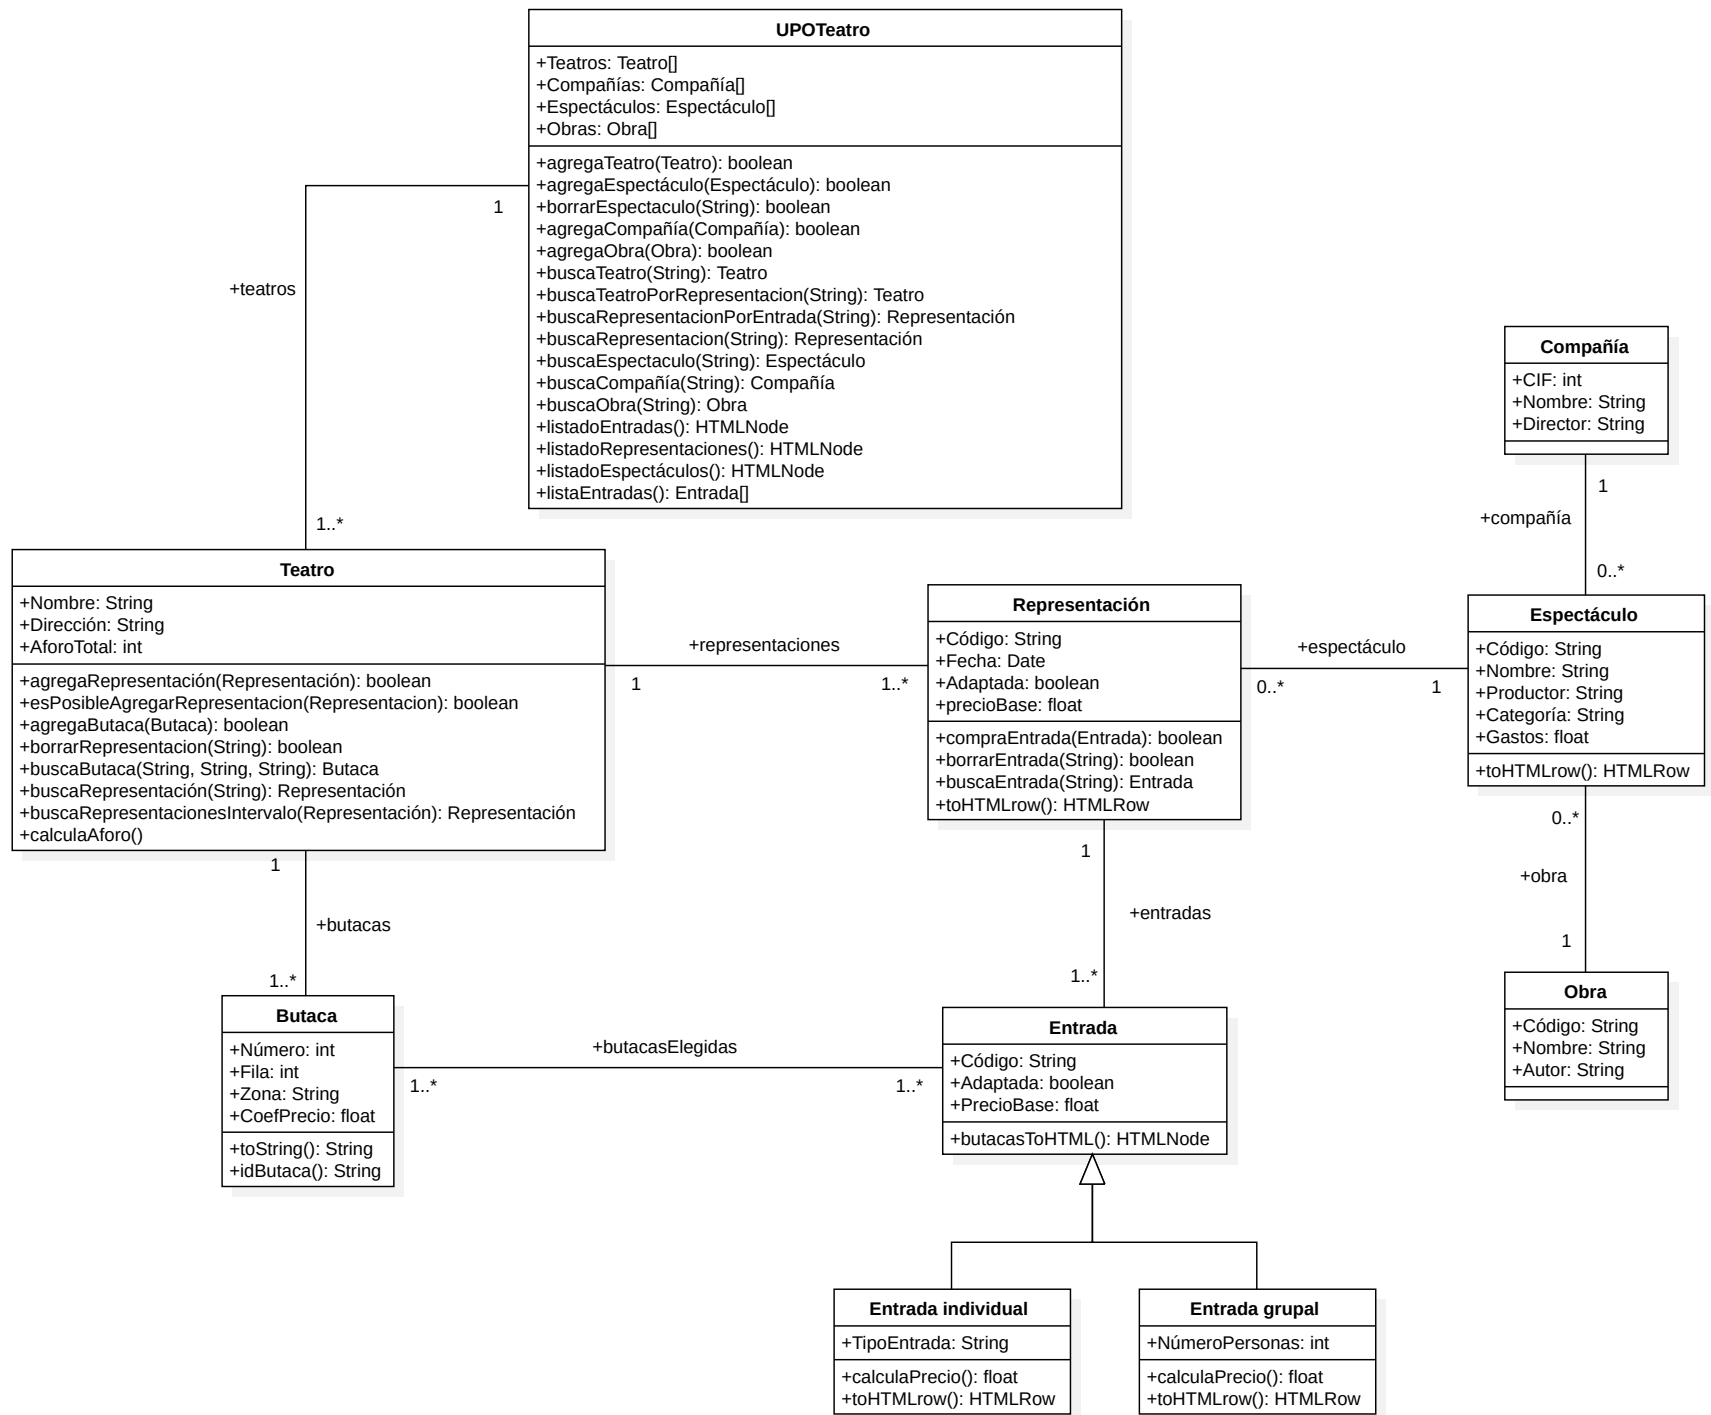 UPOTeatro
+Teatros: Teatro[]
+Compañías: Compañía[]
+Espectáculos: Espectáculo[]
+Obras: Obra[]
+agregaTeatro(Teatro): boolean
+agregaEspectáculo(Espectáculo): boolean
+borrarEspectaculo(String): boolean
+agregaCompañía(Compañía): boolean
+agregaObra(Obra): boolean
+buscaTeatro(String): Teatro
+buscaTeatroPorRepresentacion(String): Teatro
+buscaRepresentacionPorEntrada(String): Representación
+buscaRepresentacion(String): Representación
+buscaEspectaculo(String): Espectáculo
+buscaCompañía(String): Compañía
+buscaObra(String): Obra
+listadoEntradas(): HTMLNode
+listadoRepresentaciones(): HTMLNode
+listadoEspectáculos(): HTMLNode
+listaEntradas(): Entrada[]
1
+teatros
1..*
Compañía
+CIF: int
+Nombre: String
+Director: String
1
+compañía
0..*
Teatro
+Nombre: String
+Dirección: String
+AforoTotal: int
+agregaRepresentación(Representación): boolean
+esPosibleAgregarRepresentacion(Representacion): boolean
+agregaButaca(Butaca): boolean
+borrarRepresentacion(String): boolean
+buscaButaca(String, String, String): Butaca
+buscaRepresentación(String): Representación
+buscaRepresentacionesIntervalo(Representación): Representación
+calculaAforo()
+representaciones
1
1..*
Representación
+Código: String
+Fecha: Date
+Adaptada: boolean
+precioBase: float
+compraEntrada(Entrada): boolean
+borrarEntrada(String): boolean
+buscaEntrada(String): Entrada
+toHTMLrow(): HTMLRow
+espectáculo
0..*
1
Espectáculo
+Código: String
+Nombre: String
+Productor: String
+Categoría: String
+Gastos: float
+toHTMLrow(): HTMLRow
1
+butacas
1..*
1
+entradas
1..*
0..*
+obra
1
Butaca
+Número: int
+Fila: int
+Zona: String
+CoefPrecio: float
+toString(): String
+idButaca(): String
+butacasElegidas
1..*
1..*
Entrada
+Código: String
+Adaptada: boolean
+PrecioBase: float
+butacasToHTML(): HTMLNode
Obra
+Código: String
+Nombre: String
+Autor: String
Entrada individual
+TipoEntrada: String
+calculaPrecio(): float
+toHTMLrow(): HTMLRow
Entrada grupal
+NúmeroPersonas: int
+calculaPrecio(): float
+toHTMLrow(): HTMLRow